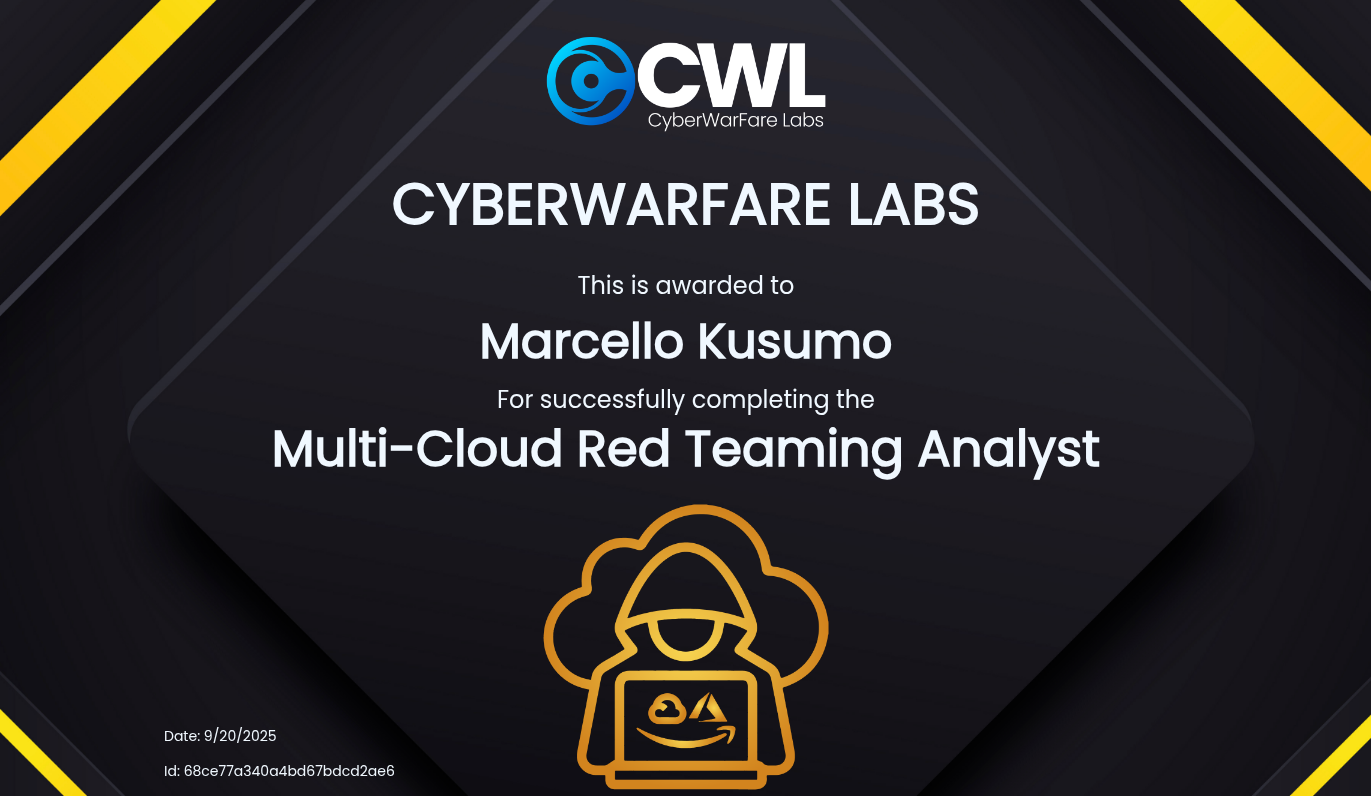 CWL
CyberWarFare Labs
CYBERWARFARE LABS
This is awarded to
Marcello Kusumo
For successfully completing the
Multi-Cloud Red Teaming Analyst
Date: 9/20/2025
Id: 68ce77a340a4bd67bdcd2ae6